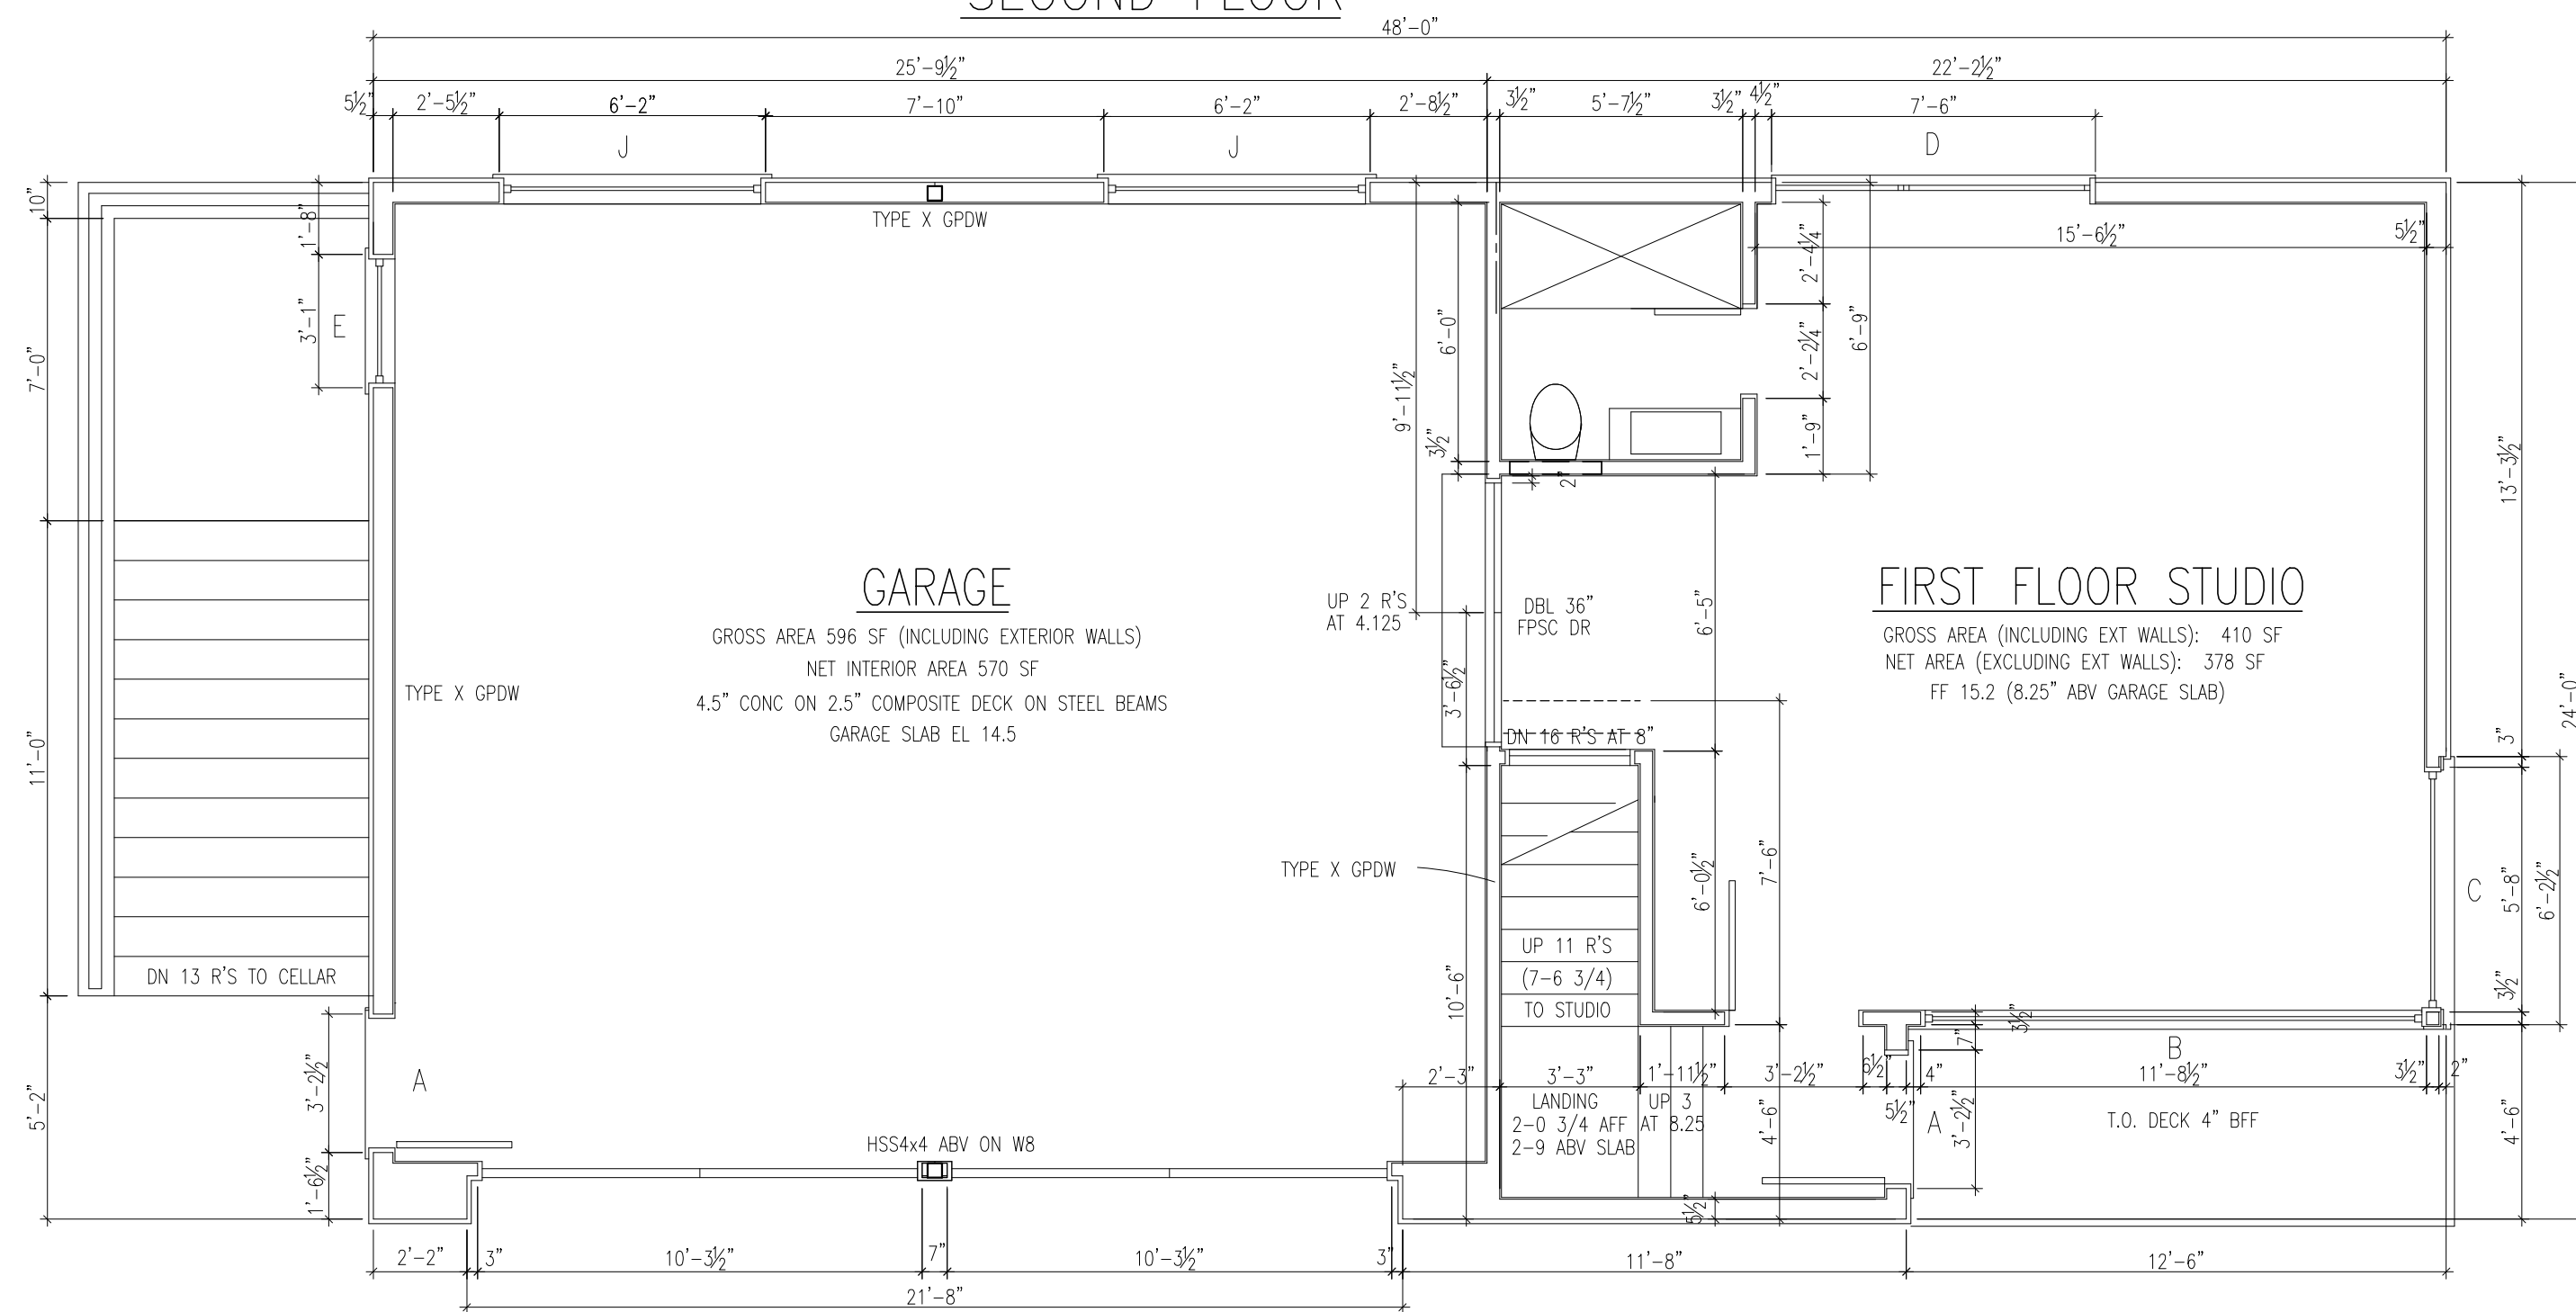 SECOND FLOOR
48'-0"
25'-9½"
22'-2½"
5½"
2'-5½"
6'-2"
7'-10"
6'-2"
2'-8½"
3½"
5'-7½"
3½"
4½"
7'-6"
J
J
D
10"
1'-8"
TYPE X GPDW
2'-4¼"
15'-6½"
5½"
3'-1"
E
7'-0"
6'-0"
9'-11½"
3½"
2'-2¼"
6'-9"
1'-9"
2"
13'-3½"
GARAGE
GROSS AREA 596 SF (INCLUDING EXTERIOR WALLS)
NET INTERIOR AREA 570 SF
4.5" CONC ON 2.5" COMPOSITE DECK ON STEEL BEAMS
GARAGE SLAB EL 14.5
TYPE X GPDW
UP 2 R'S
AT 4.125
DBL 36"
FPSC DR
6'-5"
3'-6½"
FIRST FLOOR STUDIO
GROSS AREA (INCLUDING EXT WALLS): 410 SF
NET AREA (EXCLUDING EXT WALLS): 378 SF
FF 15.2 (8.25" ABV GARAGE SLAB)
24'-0"
3"
11'-0"
DN 16 R'S AT 8"
TYPE X GPDW
6'-0½"
7'-6"
C
5'-8"
6'-2½"
UP 11 R'S
(7-6 3/4)
TO STUDIO
10'-6"
3½"
DN 13 R'S TO CELLAR
5'-2"
3'-2½"
A
1'-6½"
HSS4x4 ABV ON W8
2'-3"
3'-3"
1'-11½"
3'-2½"
6½"
5½"
4"
7"
3½"
B
11'-8½"
3½"
2"
LANDING
2-0 3/4 AFF
2-9 ABV SLAB
UP 3
AT 8.25
4'-6"
A
3'-2½"
T.O. DECK 4" BFF
4'-6"
5½"
2'-2"
3"
10'-3½"
7"
10'-3½"
3"
11'-8"
12'-6"
21'-8"